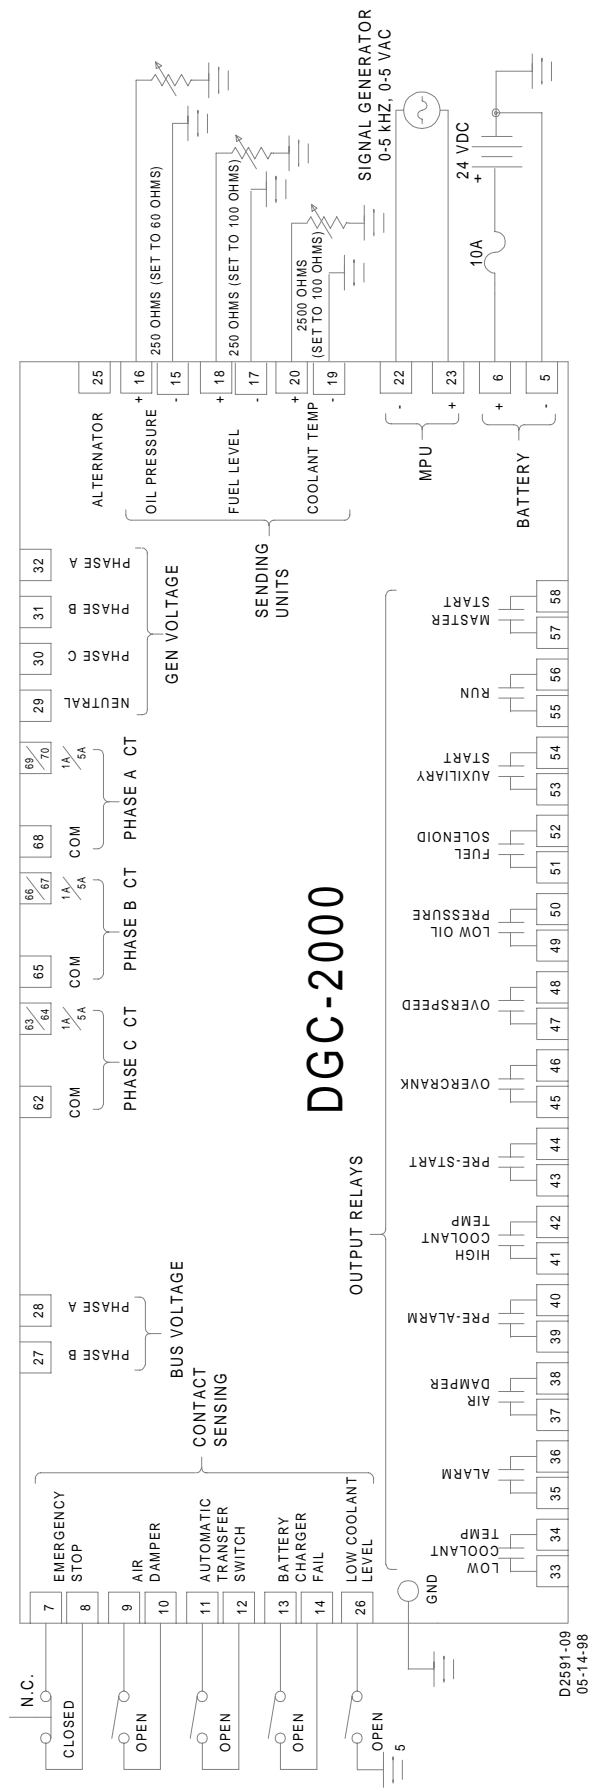 SIGNAL GENERATOR
0-5 kHZ, 0-5 VAC
24 VDC
+
10A
250 OHMS (SET TO 60 OHMS)
250 OHMS (SET TO 100 OHMS)
2500 OHMS
(SET TO 100 OHMS)
25
16
15
18
17
20
19
22
23
6
5
ALTERNATOR
+
-
OIL PRESSURE
+
-
FUEL LEVEL
+
-
COOLANT TEMP
SENDING
UNITS
-
+
MPU
+
-
BATTERY
32
PHASE A
31
PHASE B
30
PHASE C
29
NEUTRAL
GEN VOLTAGE
69/70
1A/5A
68
COM
PHASE A CT
66/67
1A/5A
65
COM
PHASE B CT
63/64
1A/5A
62
COM
PHASE C CT
28
PHASE A
27
PHASE B
BUS VOLTAGE
DGC-2000
OUTPUT RELAYS
MASTER
START
58
57
RUN
56
55
AUXILIARY
START
54
53
FUEL
SOLENOID
52
51
LOW OIL
PRESSURE
50
49
OVERSPEED
48
47
OVERCRANK
46
45
PRE-START
44
43
HIGH
COOLANT
TEMP
42
41
PRE-ALARM
40
39
AIR
DAMPER
38
37
ALARM
36
35
LOW
COOLANT
TEMP
34
33
CONTACT
SENSING
EMERGENCY
STOP
AIR
DAMPER
AUTOMATIC
TRANSFER
SWITCH
BATTERY
CHARGER
FAIL
LOW COOLANT
LEVEL
7
8
9
10
11
12
13
14
26
GND
N.C.
CLOSED
OPEN
OPEN
OPEN
OPEN
5
D2591-09
05-14-98